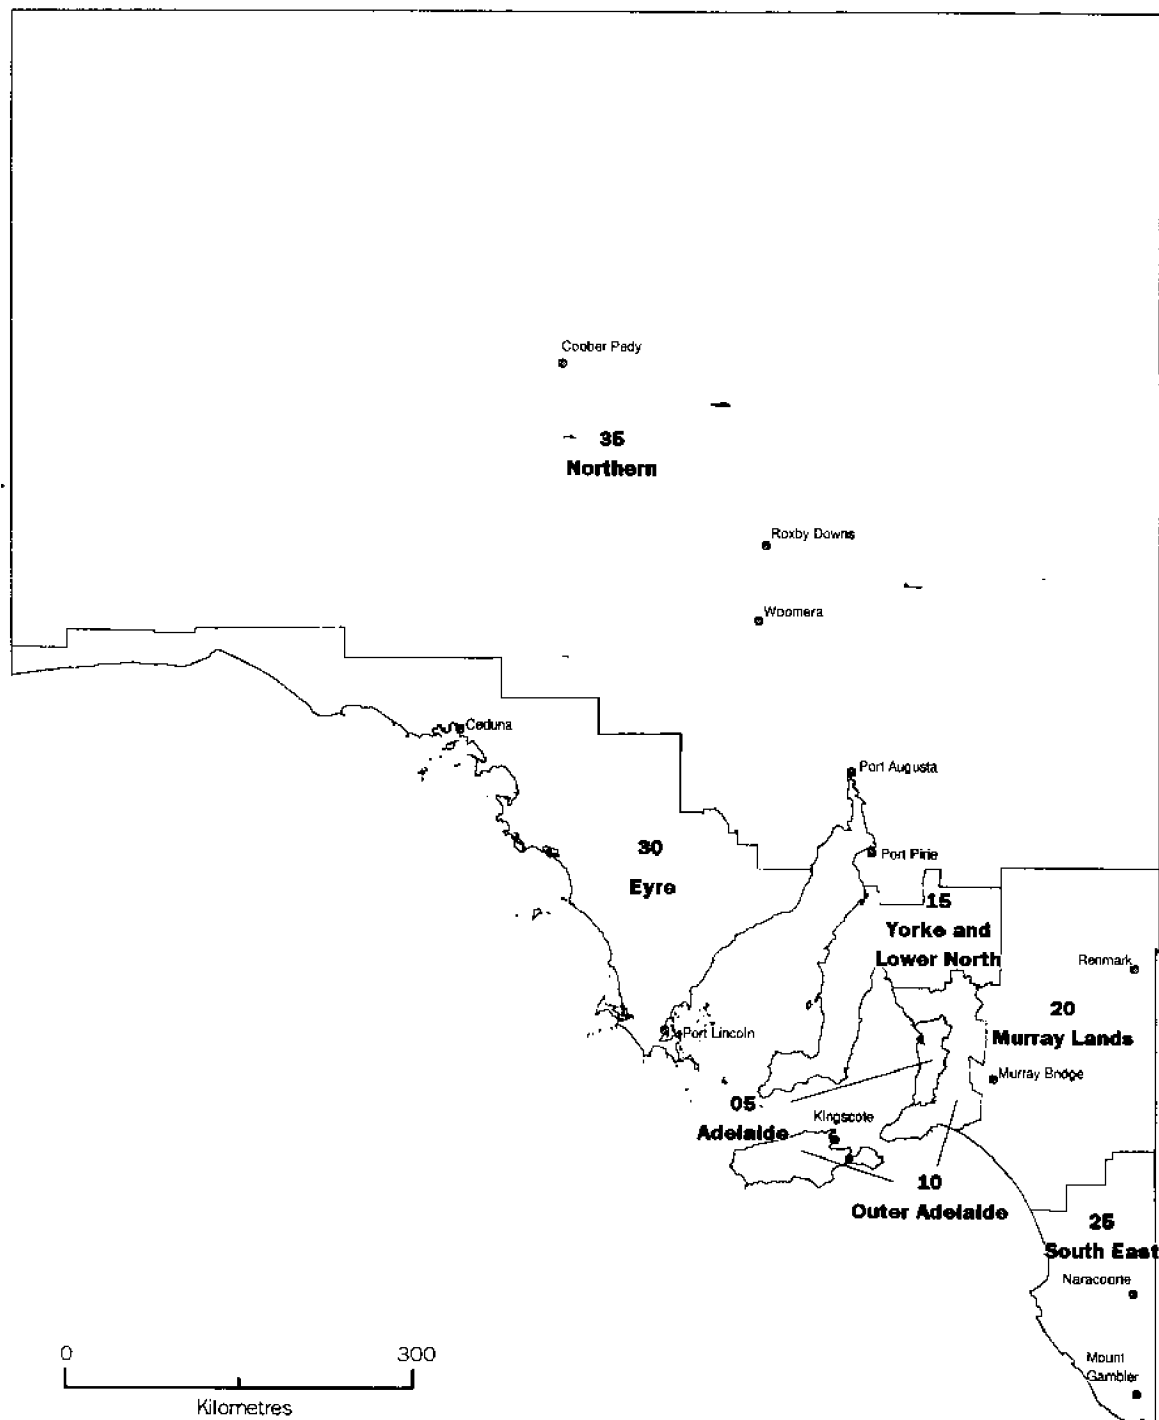 Coober Pedy
35
Northern
Roxby Downs
Woomera
Ceduna
Port Augusta
30
Eyre
Port Pirie
15
Yorke and
Lower North
Renmark
20
Murray Lands
Port Lincoln
Murray Bridge
05
Adelaide
Kingscote
10
Outer Adelaide
25
South East
Naracoorte
Mount
Gambier
0 300
Kilometres